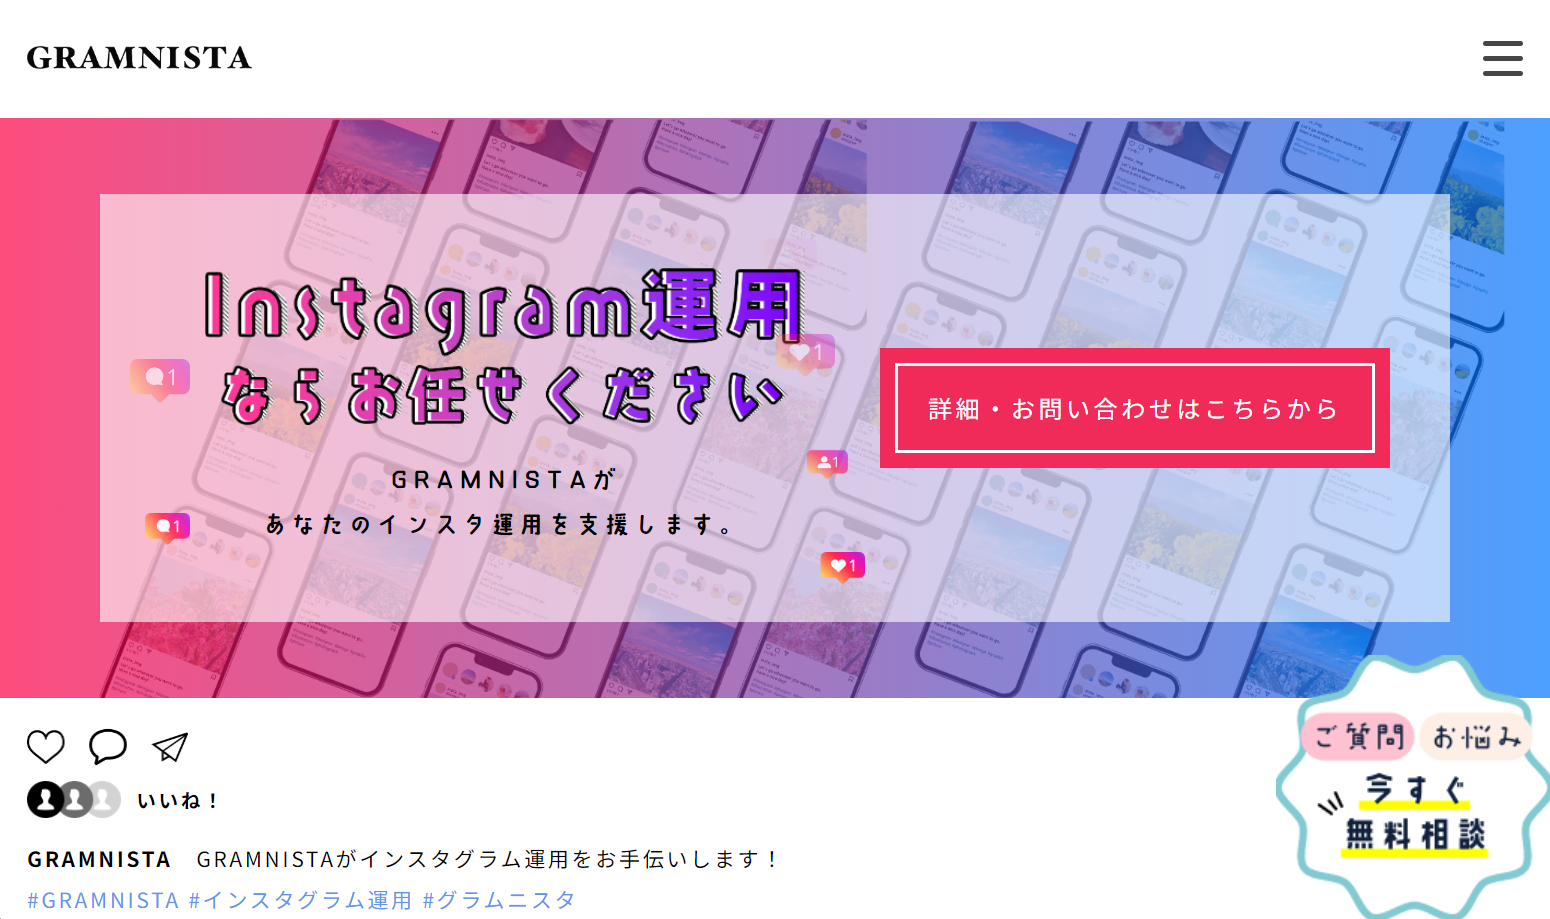 GRAMNISTA
Instagram運用
ならお任せください
GRAMNISTAが
あなたのインスタ運用を支援します。
1
1
1
1
1
詳細・お問い合わせはこちらから
いいね！
GRAMNISTA GRAMNISTAがインスタグラム運用をお手伝いします！
#GRAMNISTA #インスタグラム運用 #グラムニスタ
ご質問 お悩み
今すぐ
無料相談